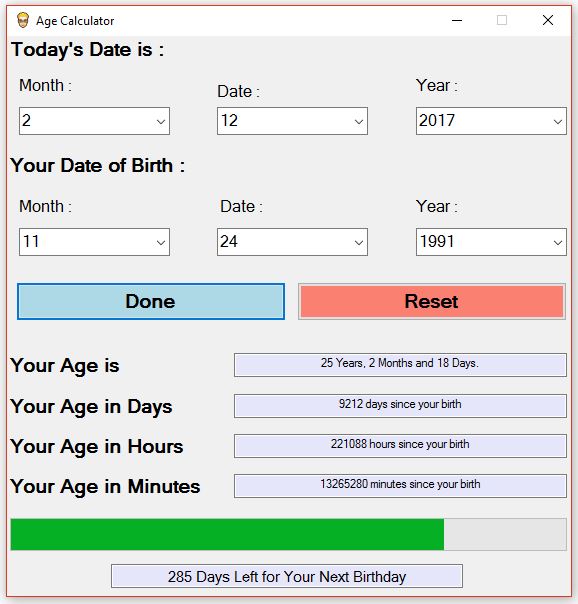 Age Calculator
Today's Date is :
Month : Date : Year :
2 12 2017
Your Date of Birth :
Month : Date : Year :
11 24 1991
Done Reset
Your Age is 25 Years, 2 Months and 18 Days.
Your Age in Days 9212 days since your birth
Your Age in Hours 221088 hours since your birth
Your Age in Minutes 13265280 minutes since your birth
285 Days Left for Your Next Birthday